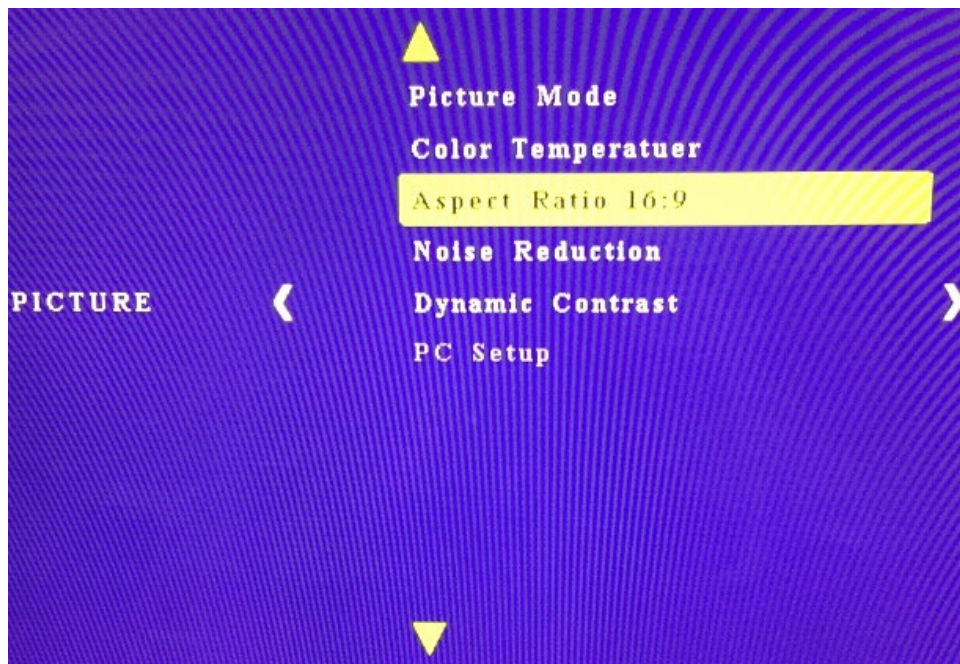 Picture Mode
Color Temperatuer
Aspect Ratio 16:9
Noise Reduction
PICTURE
Dynamic Contrast
PC Setup